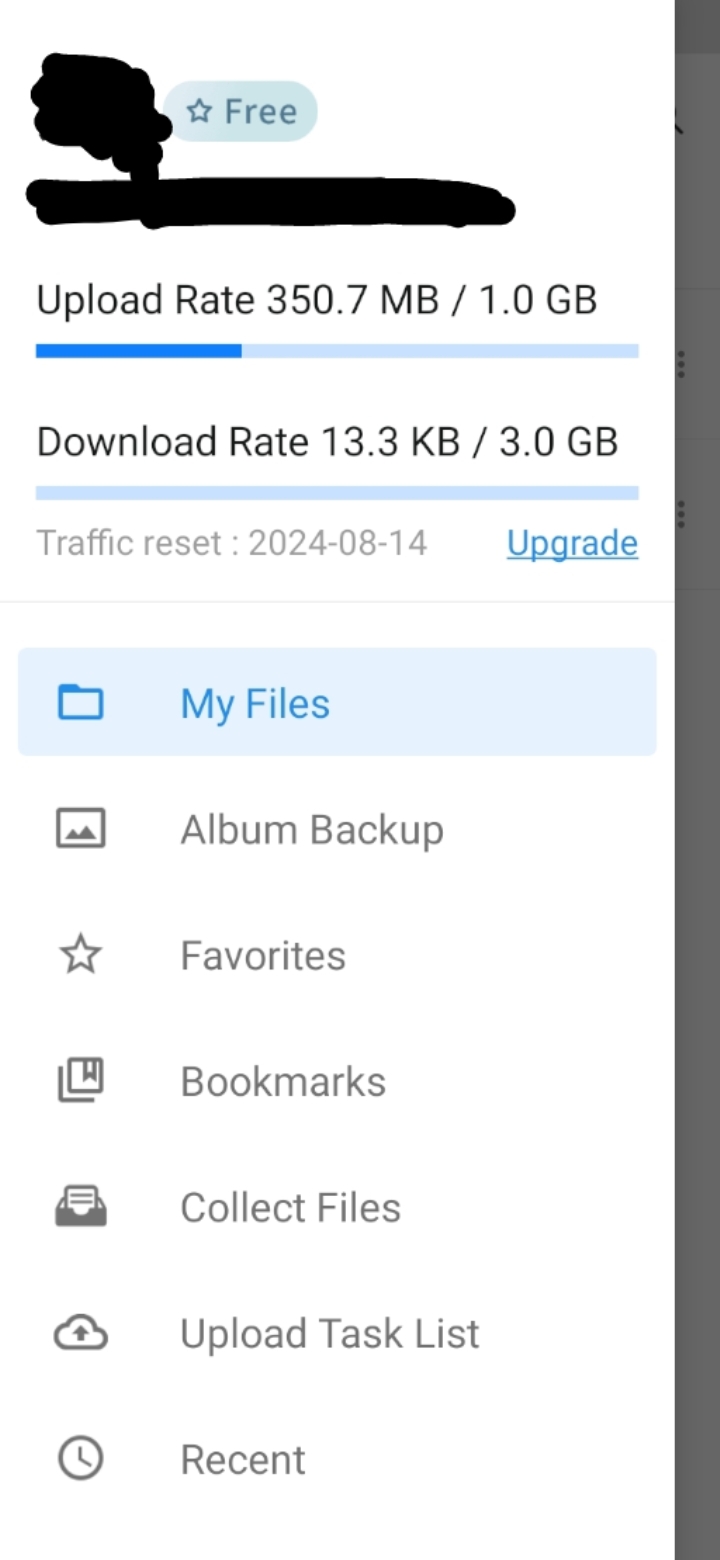 Free
Upload Rate 350.7 MB / 1.0 GB
Download Rate 13.3 KB / 3.0 GB
Traffic reset : 2024-08-14 Upgrade
My Files
Album Backup
Favorites
Bookmarks
Collect Files
Upload Task List
Recent